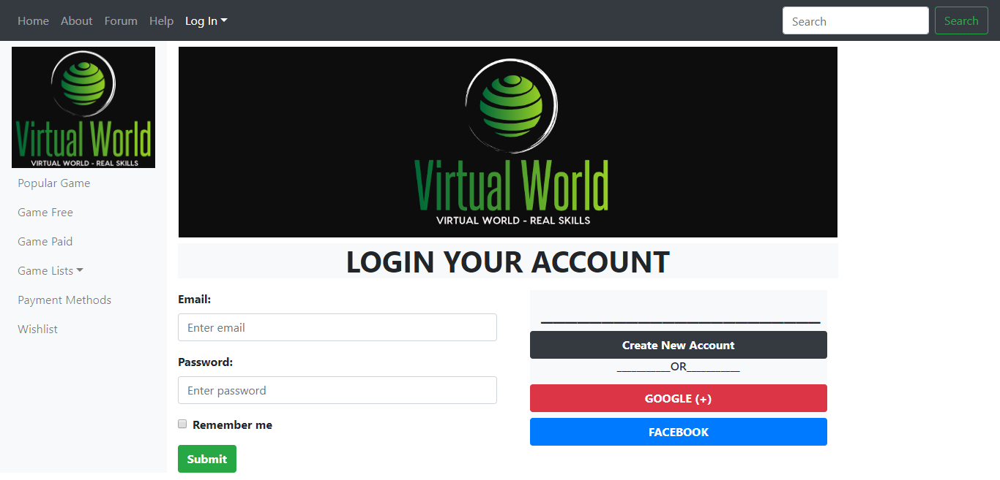 Home About Forum Help Log In Search Search
Virtual World
VIRTUAL WORLD - REAL SKILLS
Popular Game
Game Free
Game Paid
Game Lists
Payment Methods
Wishlist
Virtual World
VIRTUAL WORLD - REAL SKILLS
LOGIN YOUR ACCOUNT
Email:
Enter email
Password:
Enter password
Remember me
Submit
Create New Account
___________OR___________
GOOGLE (+)
FACEBOOK